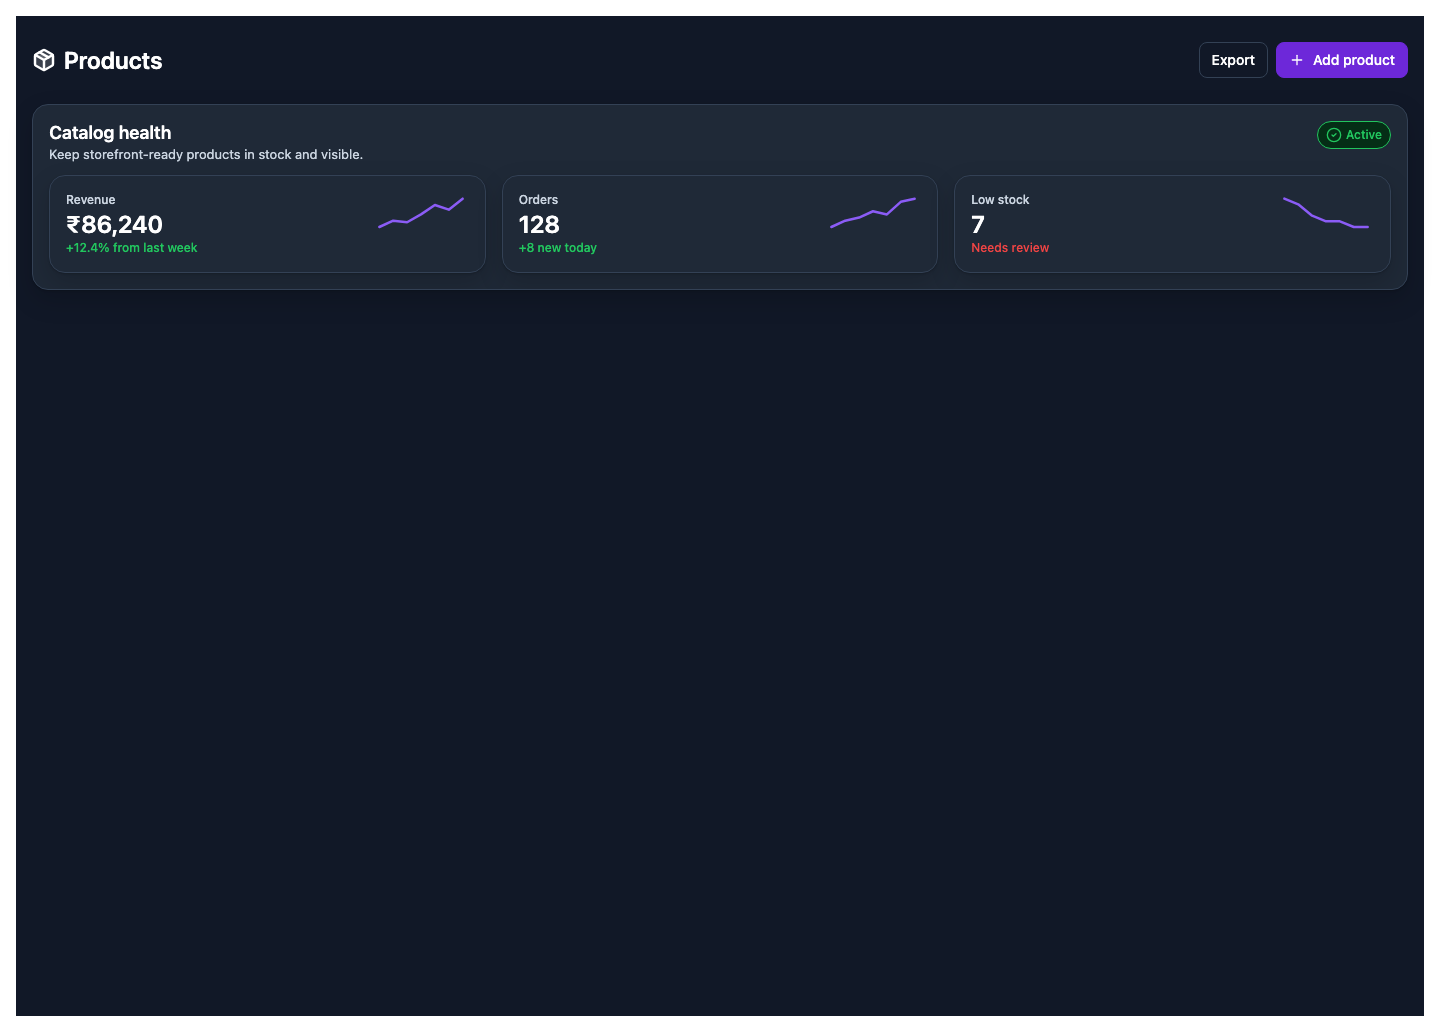 Products
Export
Add product
Catalog health
Keep storefront-ready products in stock and visible.
Active
Revenue
₹86,240
+12.4% from last week
Orders
128
+8 new today
Low stock
7
Needs review